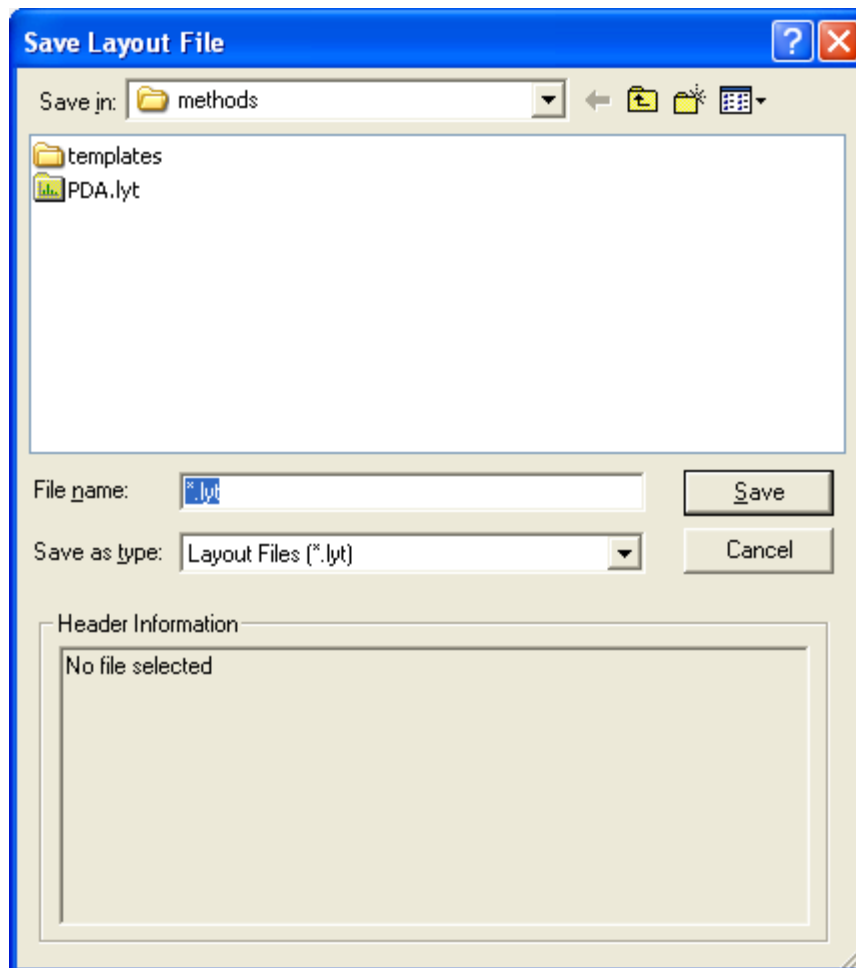 Save Layout File
Save in: methods
templates
PDA.lyt
File name: *.lyt Save
Save as type: Layout Files (*.lyt) Cancel
Header Information
No file selected